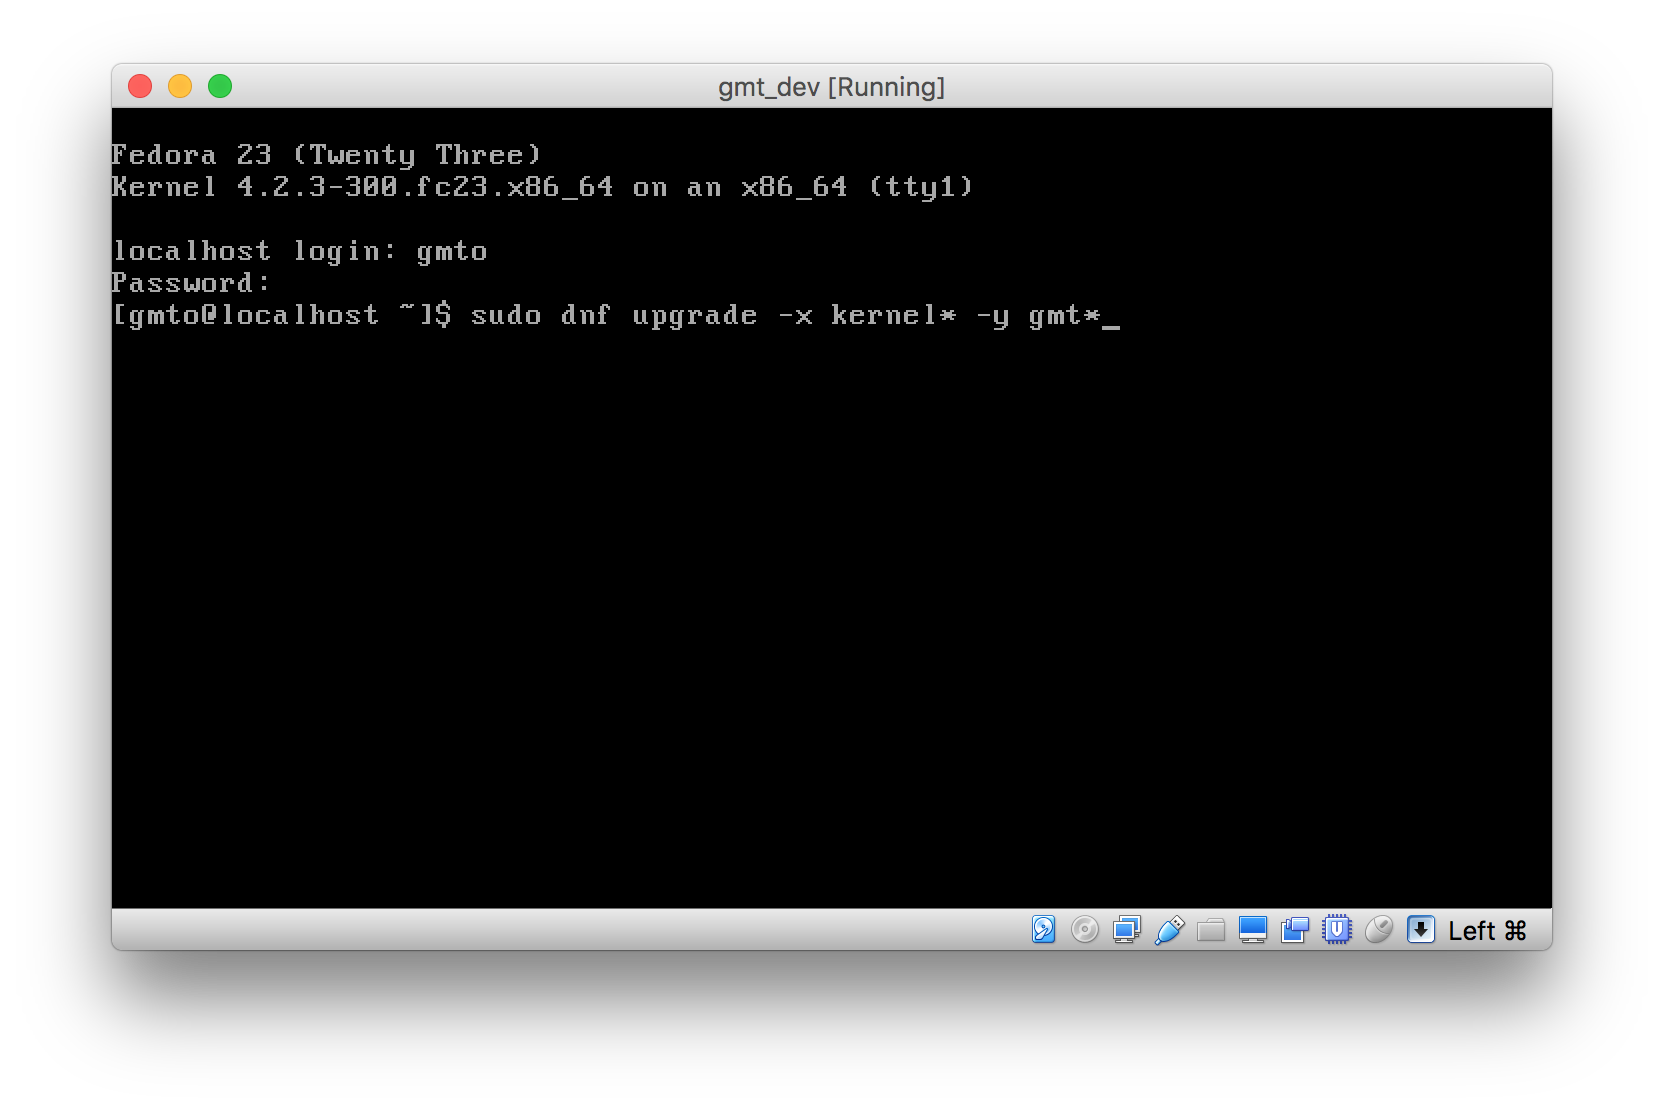 gmt_dev [Running]
Fedora 23 (Twenty Three)
Kernel 4.2.3-300.fc23.x86_64 on an x86_64 (tty1)
localhost login: gmto
Password:
[gmto@localhost ~]$ sudo dnf upgrade -x kernel* -y gmt*_
Left ⌘